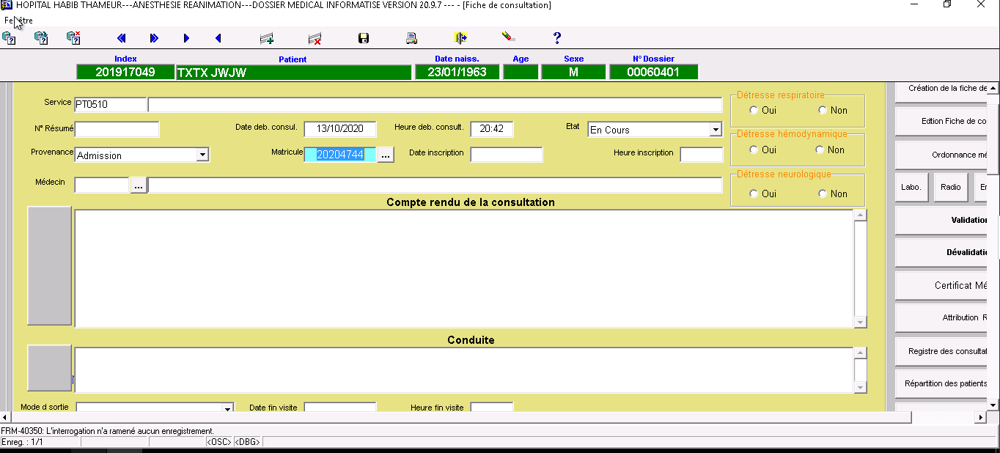 HOPITAL HABIB THAMEUR---ANESTHESIE REANIMATION---DOSSIER MEDICAL INFORMATISE VERSION 20.9.7 --- - [Fiche de consultation]
Fenêtre
Index Patient Date naiss. Age Sexe N° Dossier
201917049 TXTX JWJW 23/01/1963 M 00060401
Service PT0510
Détresse respiratoire
Oui Non
N° Résumé Date deb. consul. 13/10/2020 Heure deb. consult. 20:42 Etat En Cours
Détresse hémodynamique
Oui Non
Provenance Admission Matricule 20204744 ... Date inscription Heure inscription
Détresse neurologique
Oui Non
Médecin ...
Compte rendu de la consultation
Conduite
Mode d sortie Date fin visite Heure fin visite
Création de la fiche de
Edtion Fiche de co
Ordonnance mé
Labo. Radio Er
Validation
Dévalidatio
Certificat Mé
Attribution R
Registre des consultat
Répartition des patients
FRM-40350: L'interrogation n'a ramené aucun enregistrement.
Enreg. : 1/1 <OSC> <DBG>